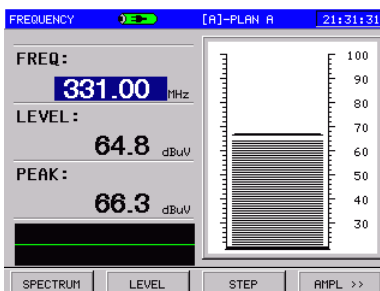 FREQUENCY [A]-PLAN A 21:31:31
FREQ:
331.00 MHz
LEVEL:
64.8 dBuV
PEAK:
66.3 dBuV
100
90
80
70
60
50
40
30
SPECTRUM LEVEL STEP AMPL >>